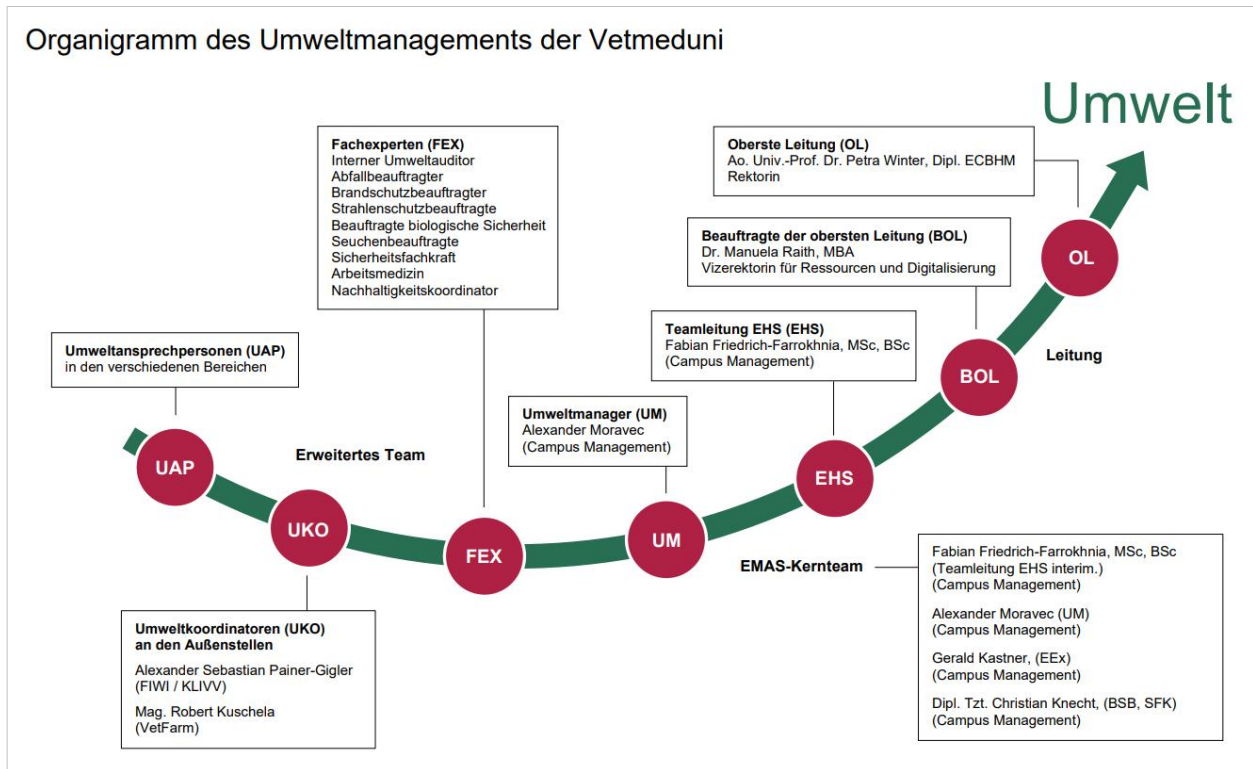 Organigramm des Umweltmanagements der Vetmeduni
Umwelt
Fachexperten (FEX)
Interner Umweltauditor
Abfallbeauftragter
Brandschutzbeauftragter
Strahlenschutzbeauftragte
Beauftragte biologische Sicherheit
Seuchenbeauftragte
Sicherheitsfachkraft
Arbeitsmedizin
Nachhaltigkeitskoordinator
Oberste Leitung (OL)
Ao. Univ.-Prof. Dr. Petra Winter, Dipl. ECBHM
Rektorin
Beauftragte der obersten Leitung (BOL)
Dr. Manuela Raith, MBA
Vizerektorin für Ressourcen und Digitalisierung
OL
Teamleitung EHS (EHS)
Fabian Friedrich-Farrokhnia, MSc, BSc
(Campus Management)
Umweltansprechpersonen (UAP)
in den verschiedenen Bereichen
Leitung
BOL
Umweltmanager (UM)
Alexander Moravec
(Campus Management)
Erweitertes Team
UAP
EHS
UKO
FEX
UM
EMAS-Kernteam
Fabian Friedrich-Farrokhnia, MSc, BSc
(Teamleitung EHS interim.)
(Campus Management)
Alexander Moravec (UM)
(Campus Management)
Gerald Kastner, (EEx)
(Campus Management)
Dipl. Tzt. Christian Knecht, (BSB, SFK)
(Campus Management)
Umweltkoordinatoren (UKO)
an den Außenstellen
Alexander Sebastian Painer-Gigler
(FIWI / KLIVV)
Mag. Robert Kuschela
(VetFarm)